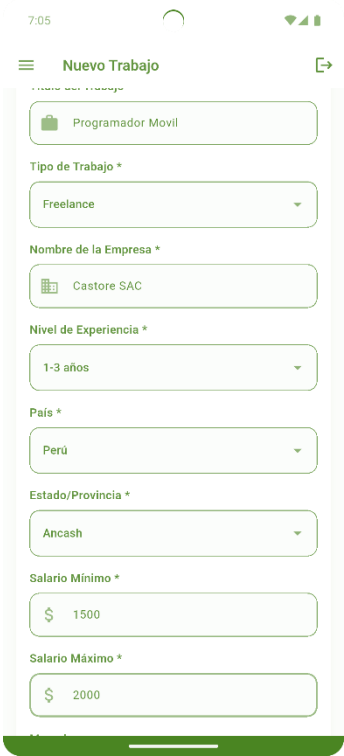 7:05
Nuevo Trabajo
Programador Movil
Tipo de Trabajo *
Freelance
Nombre de la Empresa *
Castore SAC
Nivel de Experiencia *
1-3 años
País *
Perú
Estado/Provincia *
Ancash
Salario Mínimo *
$ 1500
Salario Máximo *
$ 2000